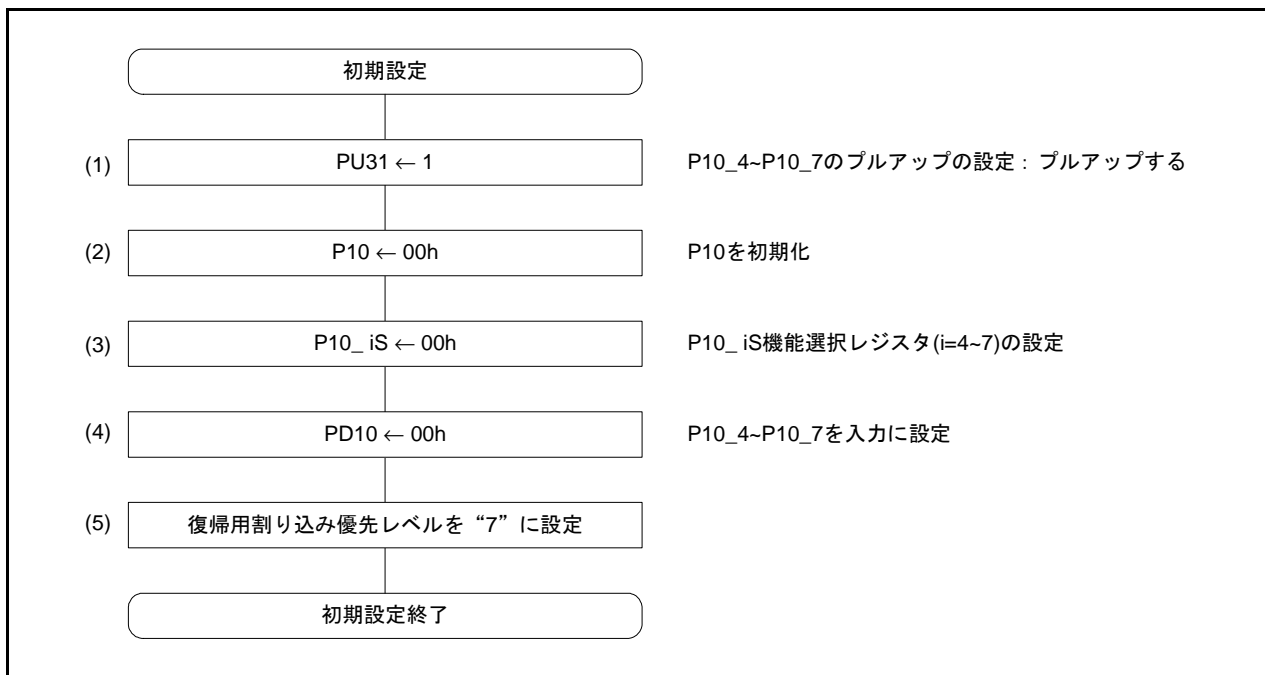 初期設定
(1) PU31 ← 1 P10_4~P10_7のプルアップの設定：プルアップする
(2) P10 ← 00h P10を初期化
(3) P10_ iS ← 00h P10_ iS機能選択レジスタ(i=4~7)の設定
(4) PD10 ← 00h P10_4~P10_7を入力に設定
(5) 復帰用割り込み優先レベルを“7”に設定
初期設定終了